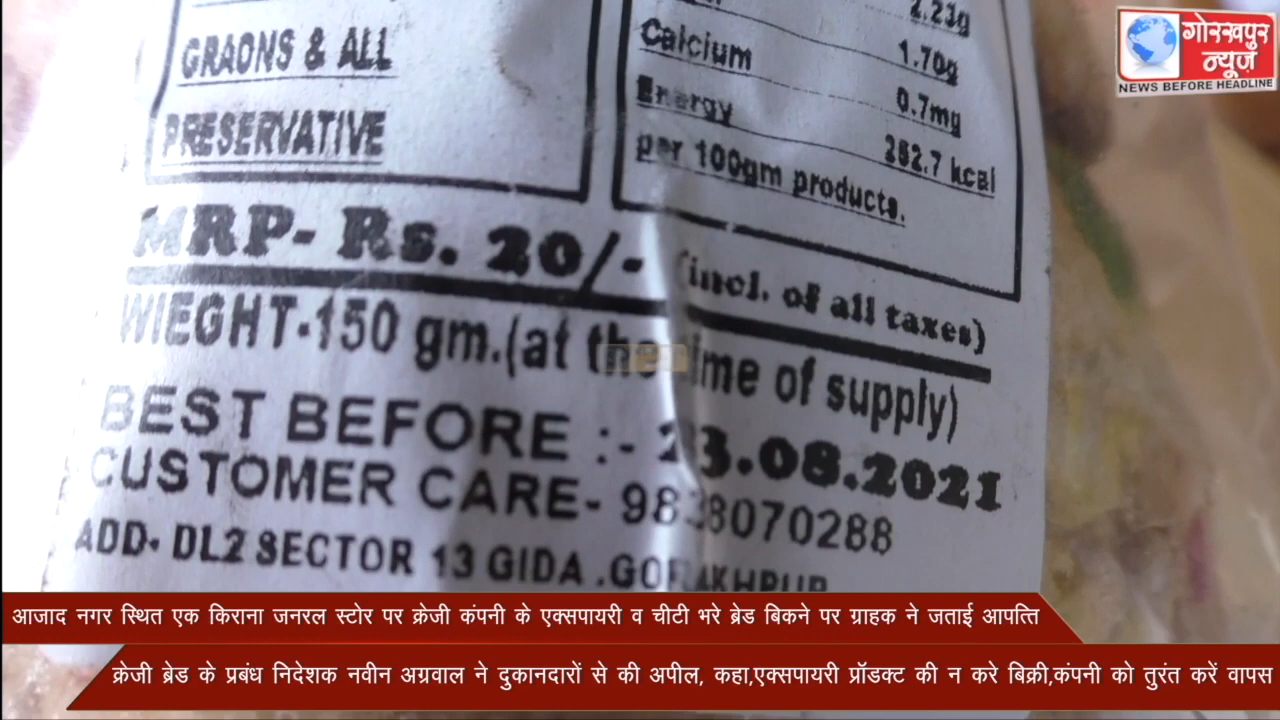 गोरखपुर
न्यूज़
NEWS BEFORE HEADLINE
GRAONS & ALL
PRESERVATIVE
2.23g
Calcium 1.70g
Energy 0.7mg
252.7 kcal
per 100gm products.
MRP- Rs. 20/- (incl. of all taxes)
WIEGHT-150 gm.(at the time of supply)
BEST BEFORE :- 23.08.2021
CUSTOMER CARE- 9838070288
ADD- DL2 SECTOR 13 GIDA .GORAKHPUR
आजाद नगर स्थित एक किराना जनरल स्टोर पर क्रेजी कंपनी के एक्सपायरी व चीटी भरे ब्रेड बिकने पर ग्राहक ने जताई आपत्ति
क्रेजी ब्रेड के प्रबंध निदेशक नवीन अग्रवाल ने दुकानदारों से की अपील, कहा,एक्सपायरी प्रॉडक्ट की न करे बिक्री,कंपनी को तुरंत करें वापस